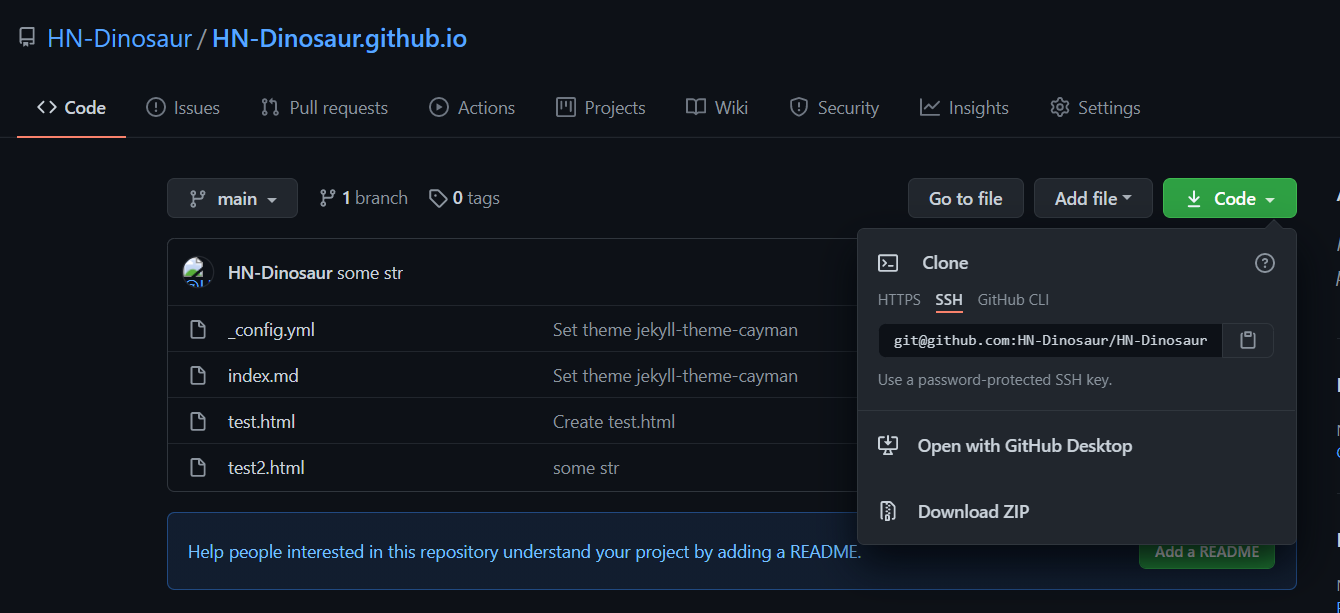 HN-Dinosaur / HN-Dinosaur.github.io
Code Issues Pull requests Actions Projects Wiki Security Insights Settings
main 1 branch 0 tags Go to file Add file Code
HN-Dinosaur some str
_config.yml Set theme jekyll-theme-cayman
index.md Set theme jekyll-theme-cayman
test.html Create test.html
test2.html some str
Help people interested in this repository understand your project by adding a README.
Add a README
Clone
HTTPS SSH GitHub CLI
git@github.com:HN-Dinosaur/HN-Dinosaur
Use a password-protected SSH key.
Open with GitHub Desktop
Download ZIP